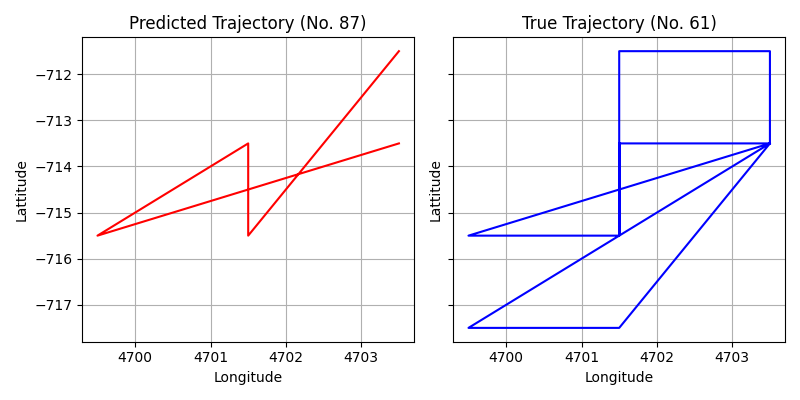 Predicted Trajectory (No. 87)
True Trajectory (No. 61)
−712
−713
−714
−715
−716
−717
Lattitude
Lattitude
4700 4701 4702 4703
4700 4701 4702 4703
Longitude
Longitude